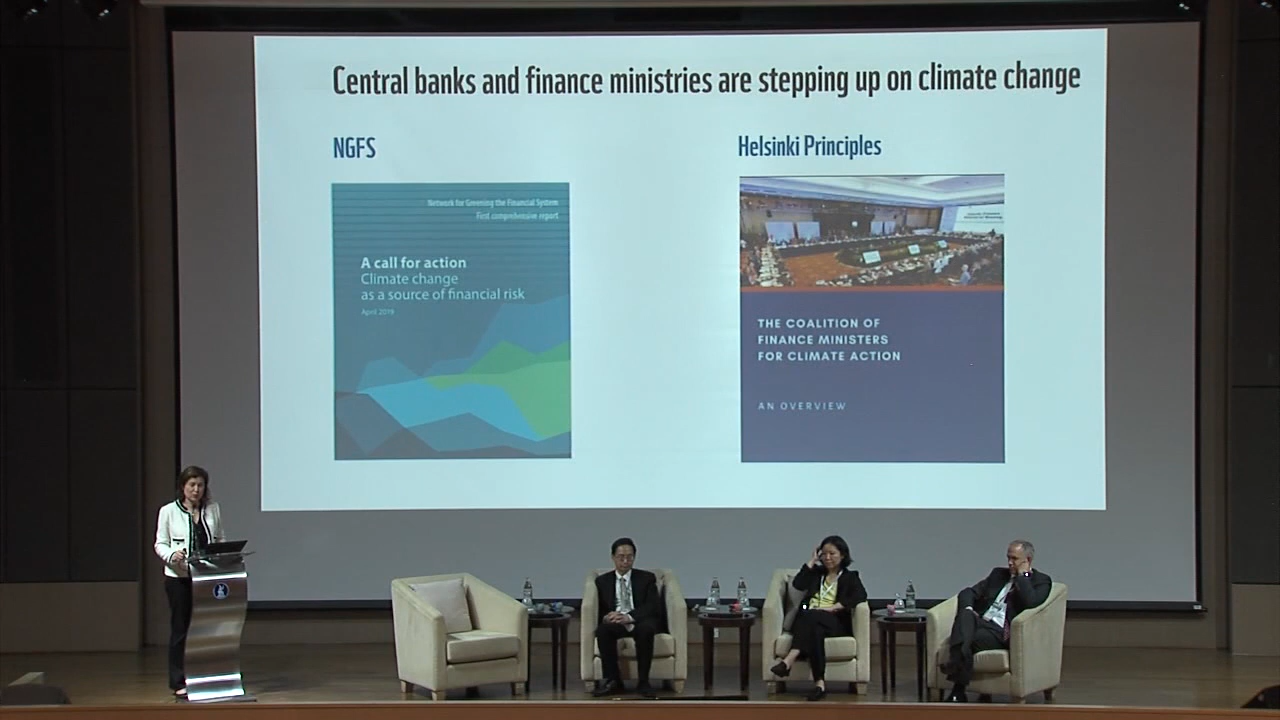 Central banks and finance ministries are stepping up on climate change
NGFS
Helsinki Principles
Network for Greening the Financial System
First comprehensive report
A call for action
Climate change
as a source of financial risk
April 2019
THE COALITION OF
FINANCE MINISTERS
FOR CLIMATE ACTION
AN OVERVIEW